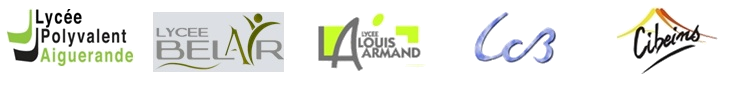 Lycée
Polyvalent
Aiguerande
LYCEE
BELAIR
LYCEE
LOUIS
ARMAND
LCB
Cibeins